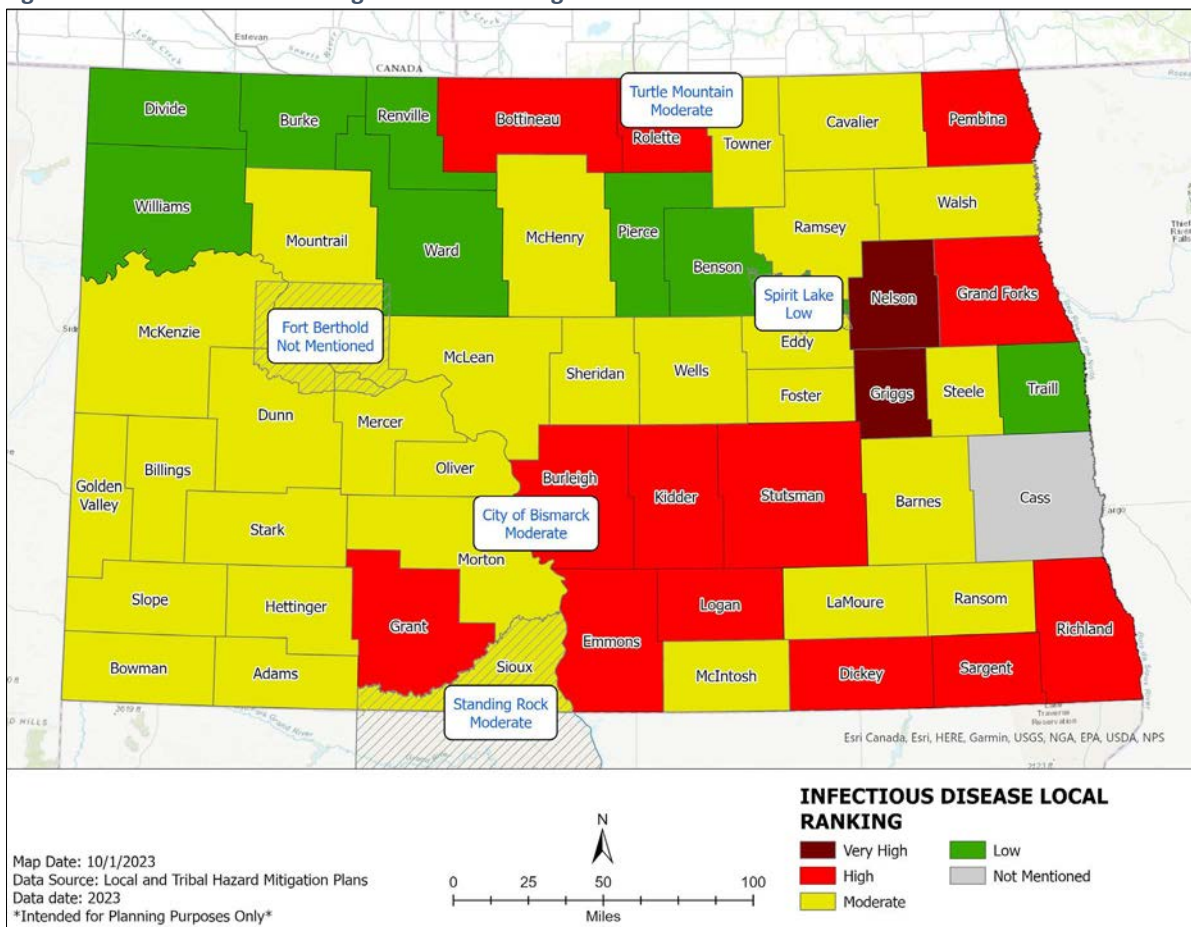 Estevan
CANADA
Divide
Burke
Renville
Bottineau
Rolette
Turtle Mountain
Moderate
Towner
Cavalier
Pembina
Williams
Mountrail
Ward
McHenry
Pierce
Benson
Ramsey
Walsh
Nelson
Grand Forks
Spirit Lake
Low
McKenzie
Fort Berthold
Not Mentioned
McLean
Sheridan
Wells
Eddy
Foster
Griggs
Steele
Traill
Dunn
Mercer
Oliver
Golden
Valley
Billings
Stark
Burleigh
Kidder
Stutsman
Barnes
Cass
City of Bismarck
Moderate
Morton
Slope
Hettinger
Grant
Emmons
Logan
LaMoure
Ransom
Richland
Bowman
Adams
Sioux
McIntosh
Dickey
Sargent
Standing Rock
Moderate
Lake
Traverse
Reservation
Esri Canada, Esri, HERE, Garmin, USGS, NGA, EPA, USDA, NPS
INFECTIOUS DISEASE LOCAL
RANKING
Very High
High
Moderate
Low
Not Mentioned
N
0 25 50 100
Miles
Map Date: 10/1/2023
Data Source: Local and Tribal Hazard Mitigation Plans
Data date: 2023
*Intended for Planning Purposes Only*